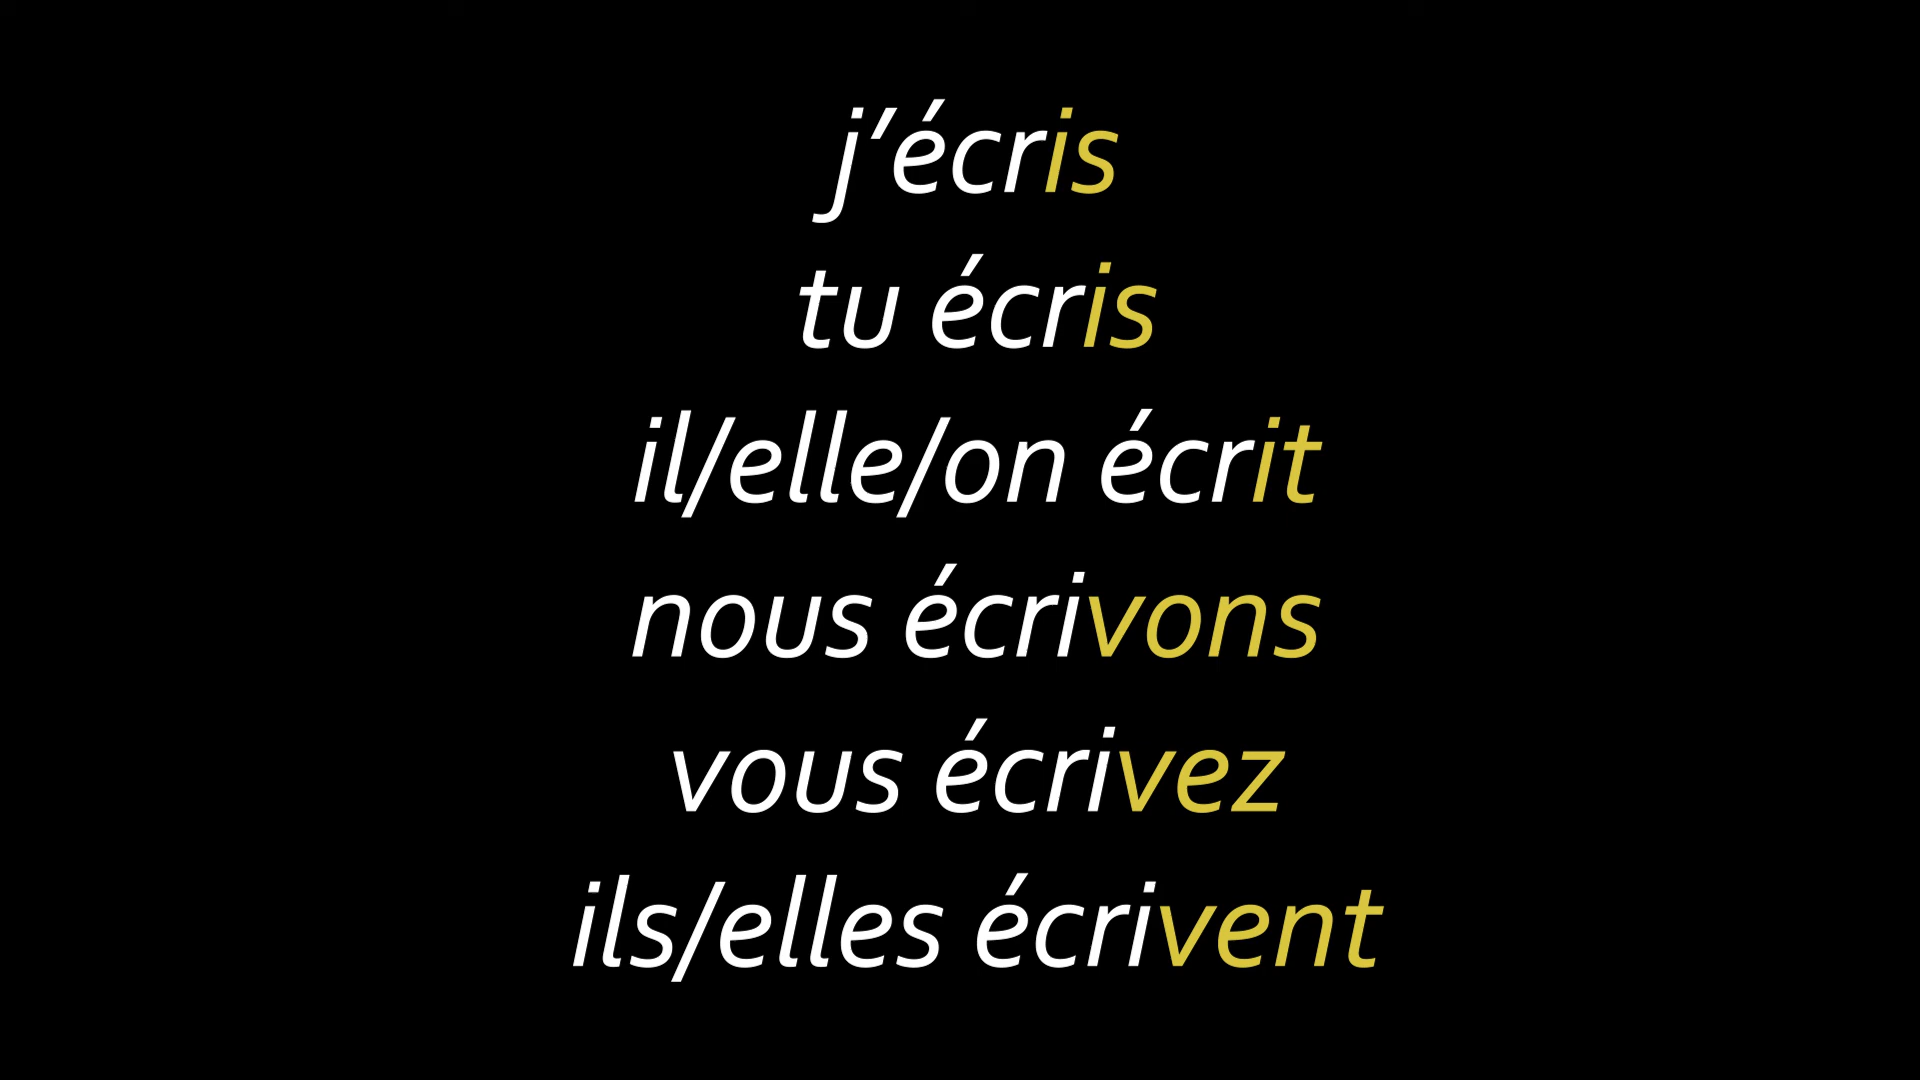 j’écris
tu écris
il/elle/on écrit
nous écrivons
vous écrivez
ils/elles écrivent